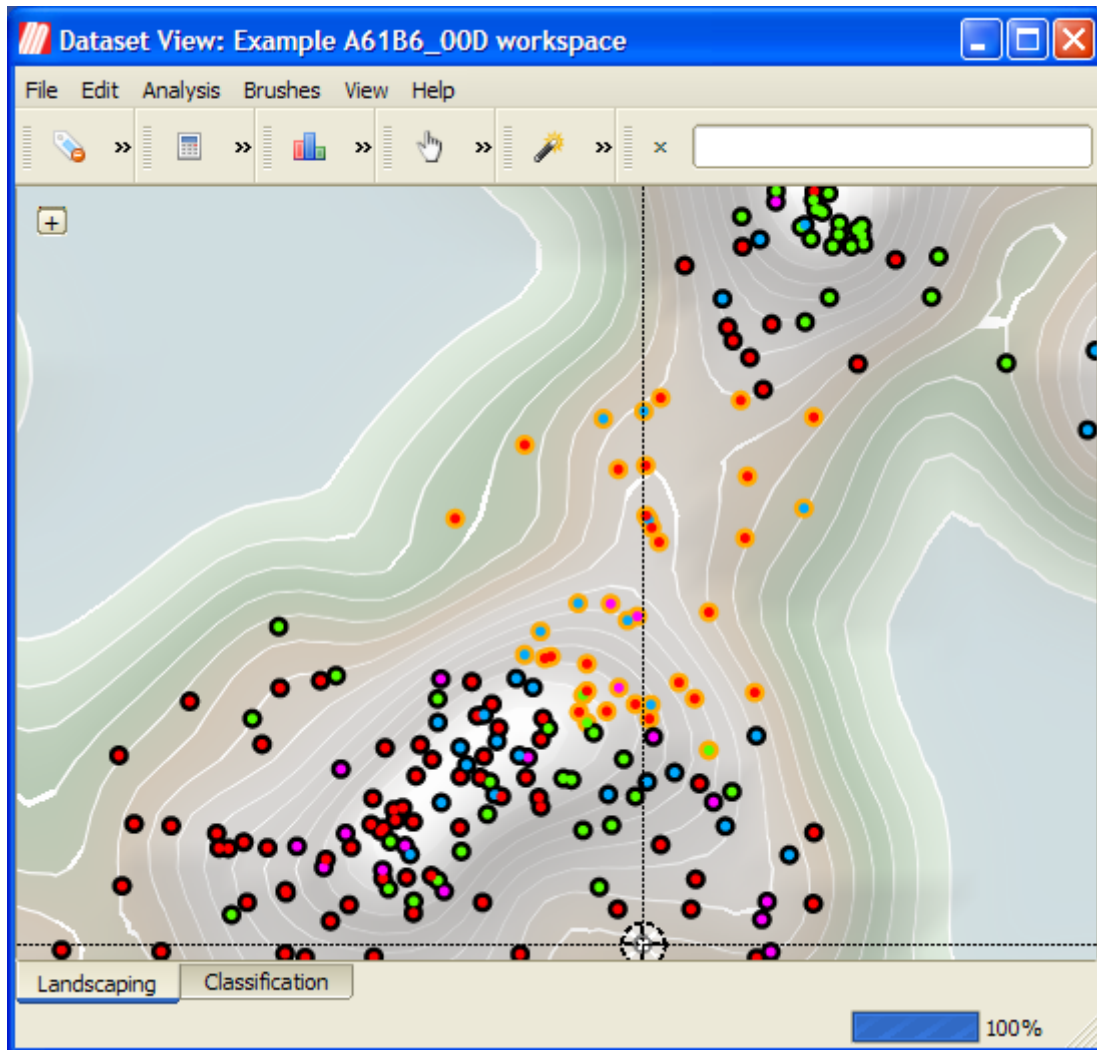 Dataset View: Example A61B6_00D workspace
File Edit Analysis Brushes View Help
Landscaping Classification
100%